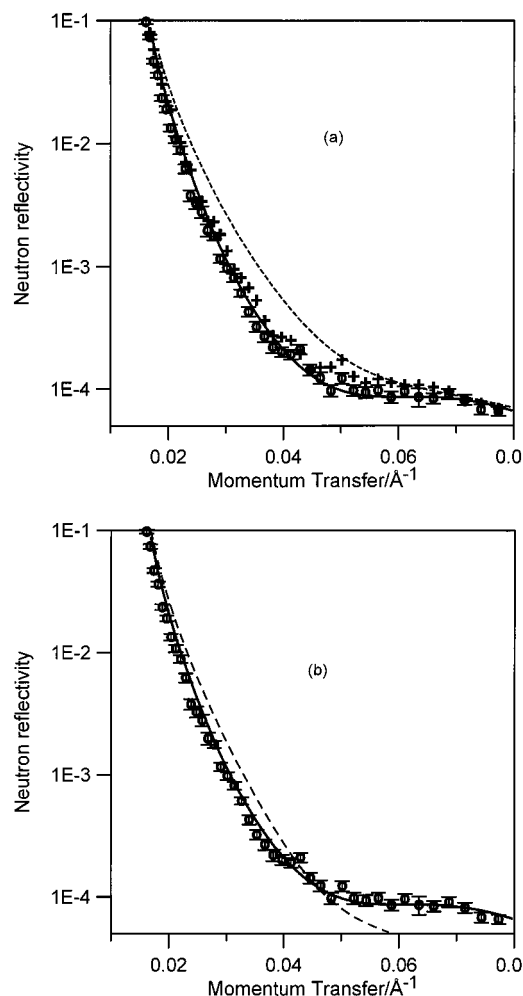 1E-1
1E-2
1E-3
1E-4
Neutron reflectivity
(a)
0.02 0.04 0.06 0.0
Momentum Transfer/Å-1
1E-1
1E-2
1E-3
1E-4
Neutron reflectivity
(b)
0.02 0.04 0.06 0.0
Momentum Transfer/Å-1